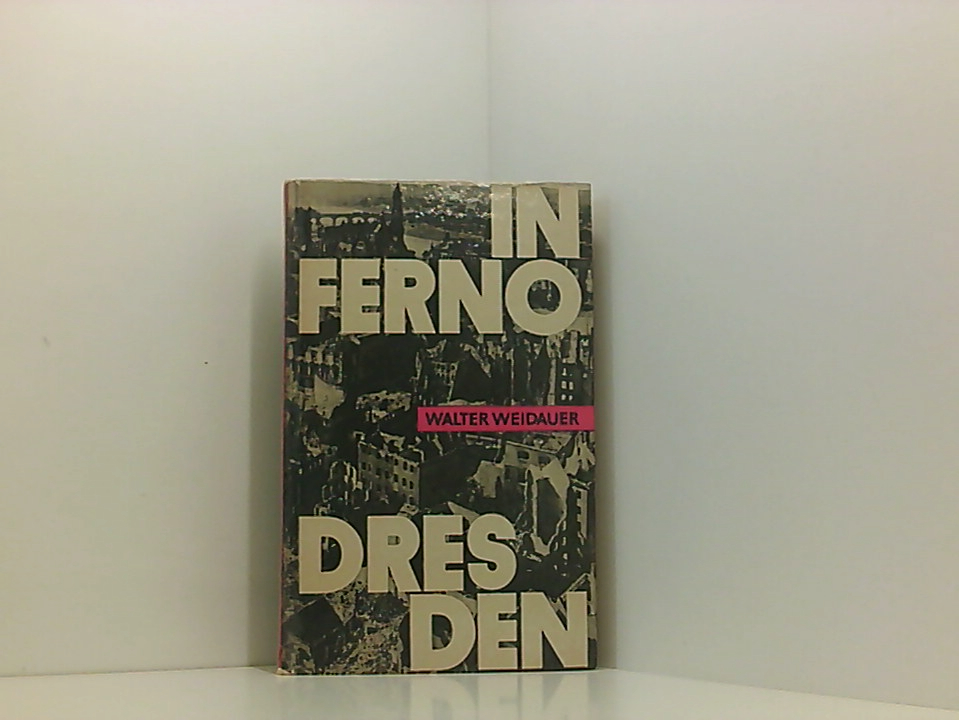 IN
FERNO
WALTER WEIDAUER
DRES
DEN